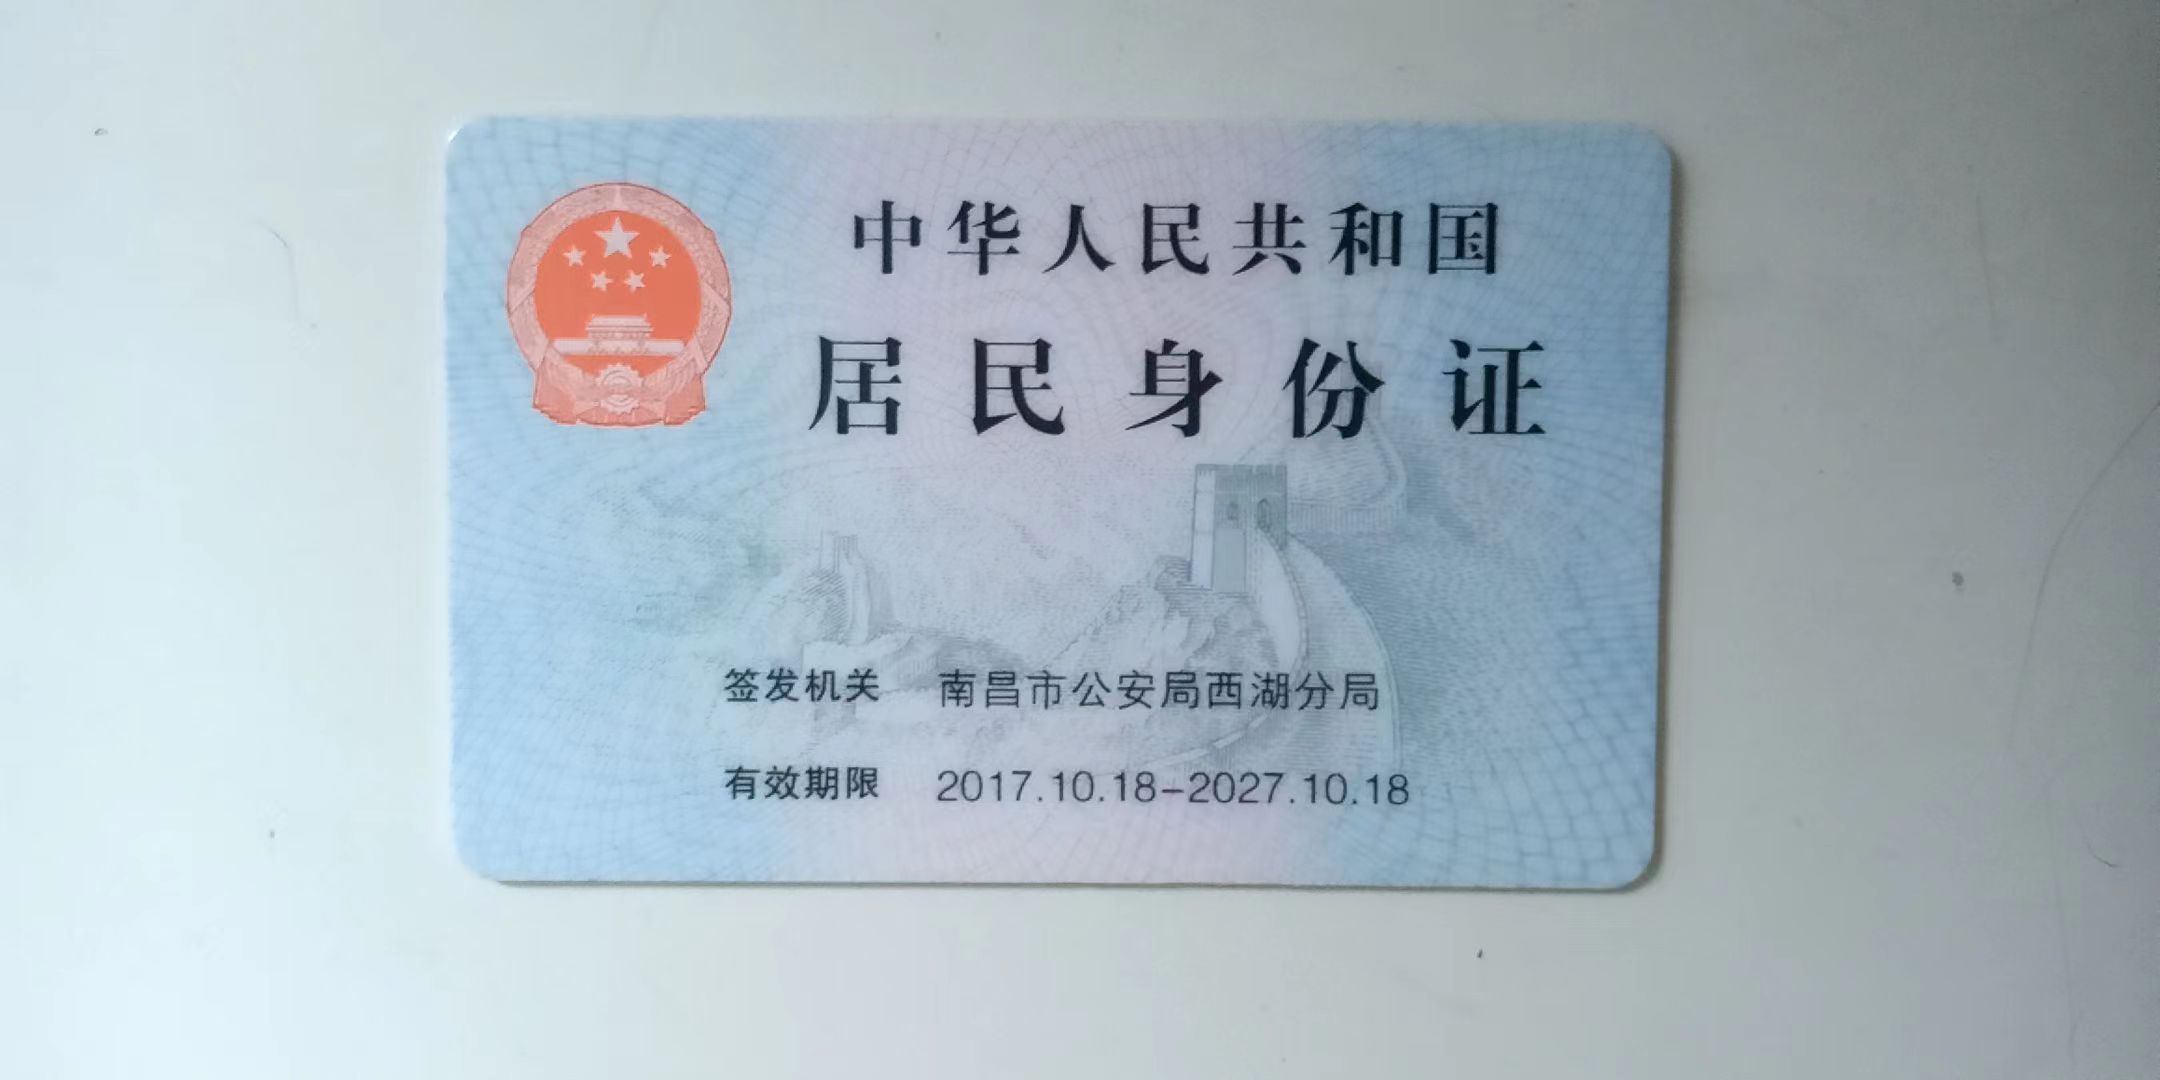 中华人民共和国
居民身份证
签发机关 南昌市公安局西湖分局
有效期限 2017.10.18-2027.10.18